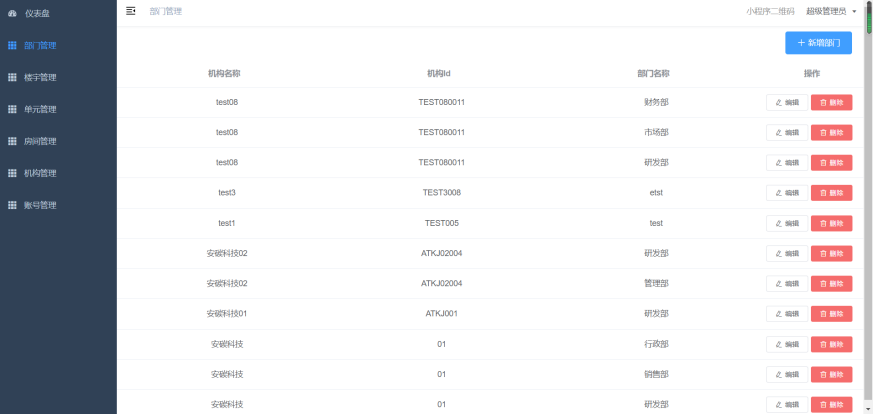 仪表盘
部门管理
楼宇管理
单元管理
房间管理
机构管理
账号管理
部门管理
小程序二维码 超级管理员
+ 新增部门
机构名称 机构Id 部门名称 操作
test08 TEST080011 财务部 编辑 删除
test08 TEST080011 市场部 编辑 删除
test08 TEST080011 研发部 编辑 删除
test3 TEST3008 etst 编辑 删除
test1 TEST005 test 编辑 删除
安碳科技02 ATKJ02004 研发部 编辑 删除
安碳科技02 ATKJ02004 管理部 编辑 删除
安碳科技01 ATKJ001 研发部 编辑 删除
安碳科技 01 行政部 编辑 删除
安碳科技 01 销售部 编辑 删除
安碳科技 01 研发部 编辑 删除